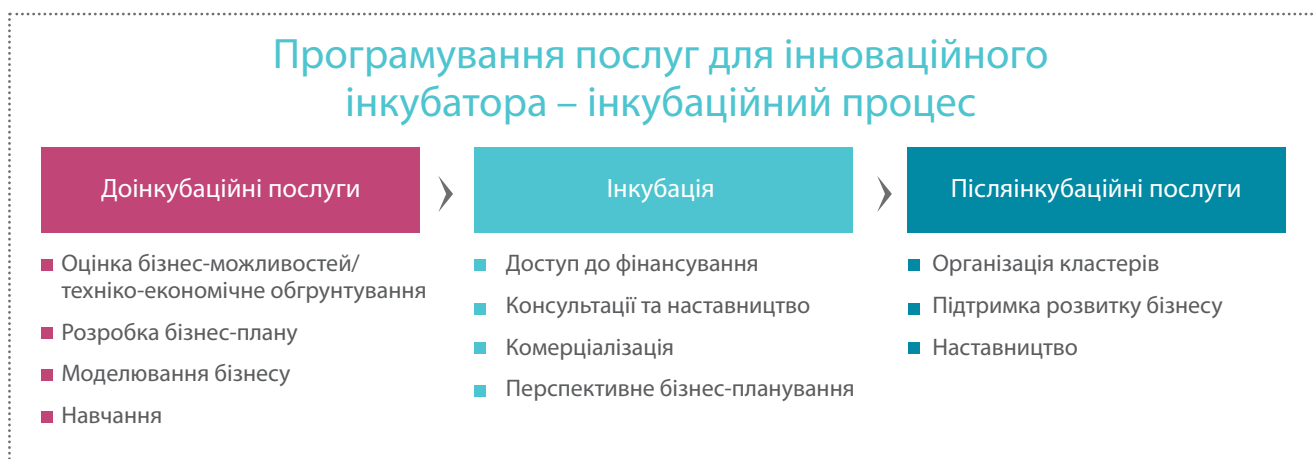 Програмування послуг для інноваційного
інкубатора – інкубаційний процес
Доінкубаційні послуги
Оцінка бізнес-можливостей/
техніко-економічне обгрунтування
Розробка бізнес-плану
Моделювання бізнесу
Навчання
Інкубація
Доступ до фінансування
Консультації та наставництво
Комерціалізація
Перспективне бізнес-планування
Післяінкубаційні послуги
Організація кластерів
Підтримка розвитку бізнесу
Наставництво